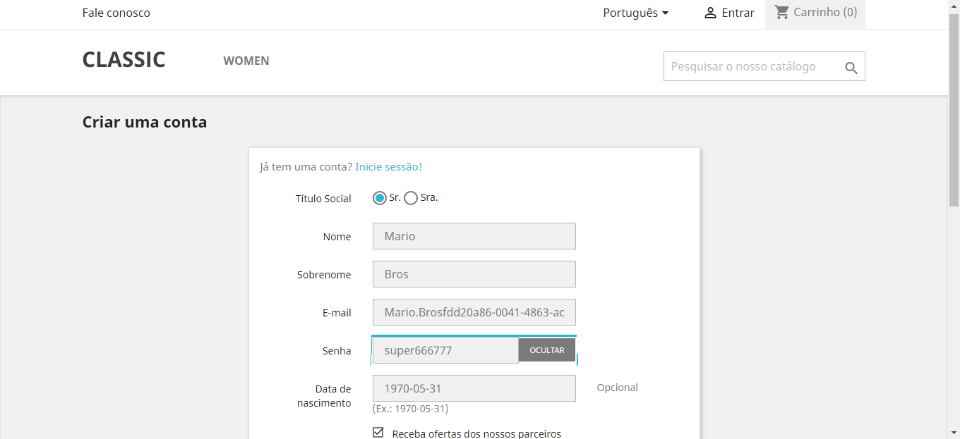 Fale conosco
Português
Entrar
Carrinho (0)
CLASSIC
WOMEN
Pesquisar o nosso catálogo
Criar uma conta
Já tem uma conta? Inicie sessão!
Título Social
Sr.
Sra.
Nome
Mario
Sobrenome
Bros
E-mail
Mario.Brosfdd20a86-0041-4863-ac
Senha
super666777
OCULTAR
Data de
nascimento
1970-05-31
Opcional
(Ex.: 1970-05-31)
Receba ofertas dos nossos parceiros